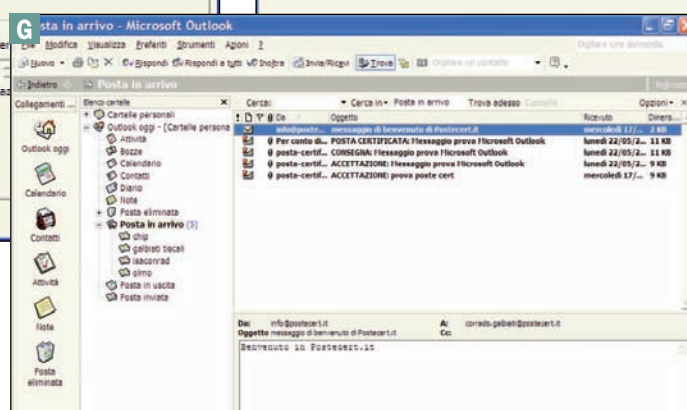 G
Posta in arrivo - Microsoft Outlook
File Modifica Visualizza Preferiti Strumenti Azioni ?
Nuovo Rispondi Rispondi a tutti Inoltra Invia/Ricevi Trova
Indietro Posta in arrivo
Collegamenti ...
Outlook oggi
Calendario
Contatti
Attività
Note
Posta eliminata
Elenco cartelle
Cartelle personali
Outlook oggi - [Cartelle persona
Attività
Bozze
Calendario
Contatti
Diario
Note
Posta eliminata
Posta in arrivo (5)
chip
galbiati tiscali
isaconrad
olmo
Posta in uscita
Posta inviata
Cerca: Cerca in Posta in arrivo Trova adesso Opzioni
Da Oggetto Ricevuto Dimens...
info@poste... messaggio di benvenuto di Postecert.it mercoledì 17/... 2 KB
Per conto di... POSTA CERTIFICATA: Messaggio prova Microsoft Outlook lunedì 22/05/2... 11 KB
posta-certif... CONSEGNA: Messaggio prova Microsoft Outlook lunedì 22/05/2... 11 KB
posta-certif... ACCETTAZIONE: Messaggio prova Microsoft Outlook lunedì 22/05/2... 9 KB
posta-certif... ACCETTAZIONE: prova poste cert mercoledì 17/... 9 KB
Da: info@postecert.it A: corrado.galbiati@postecert.it
Oggetto messaggio di benvenuto di Postecert.it Cc:
Benvenuto in Postecert.it